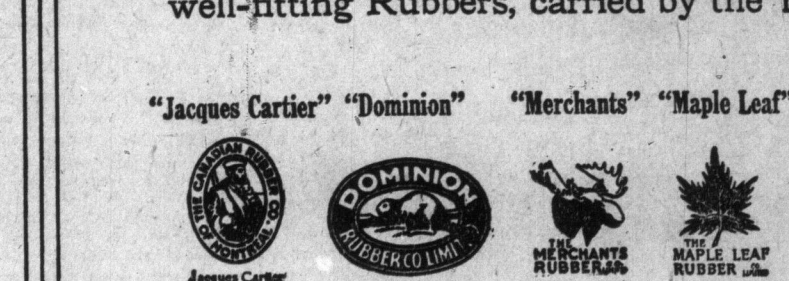 well-fitting Rubbers, carried by the
"Jacques Cartier" "Dominion" "Merchants" "Maple Leaf"
THE CANADIAN RUBBER CO
OF MONTREAL
Jacques Cartier
DOMINION
RUBBER CO LIMIT
THE
MERCHANTS
RUBBER
THE
MAPLE LEAF
RUBBER